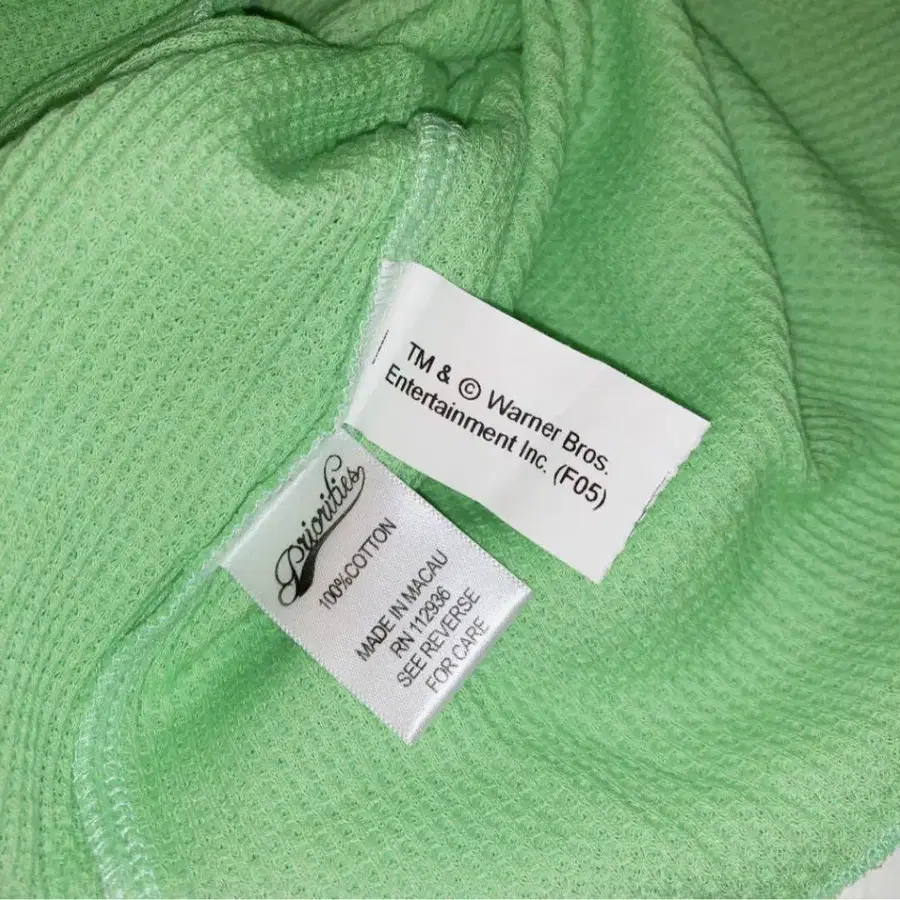 TM & © Warner Bros.
Entertainment Inc. (F05)
Priorities
100%COTTON
MADE IN MACAU
RN 112936
SEE REVERSE
FOR CARE